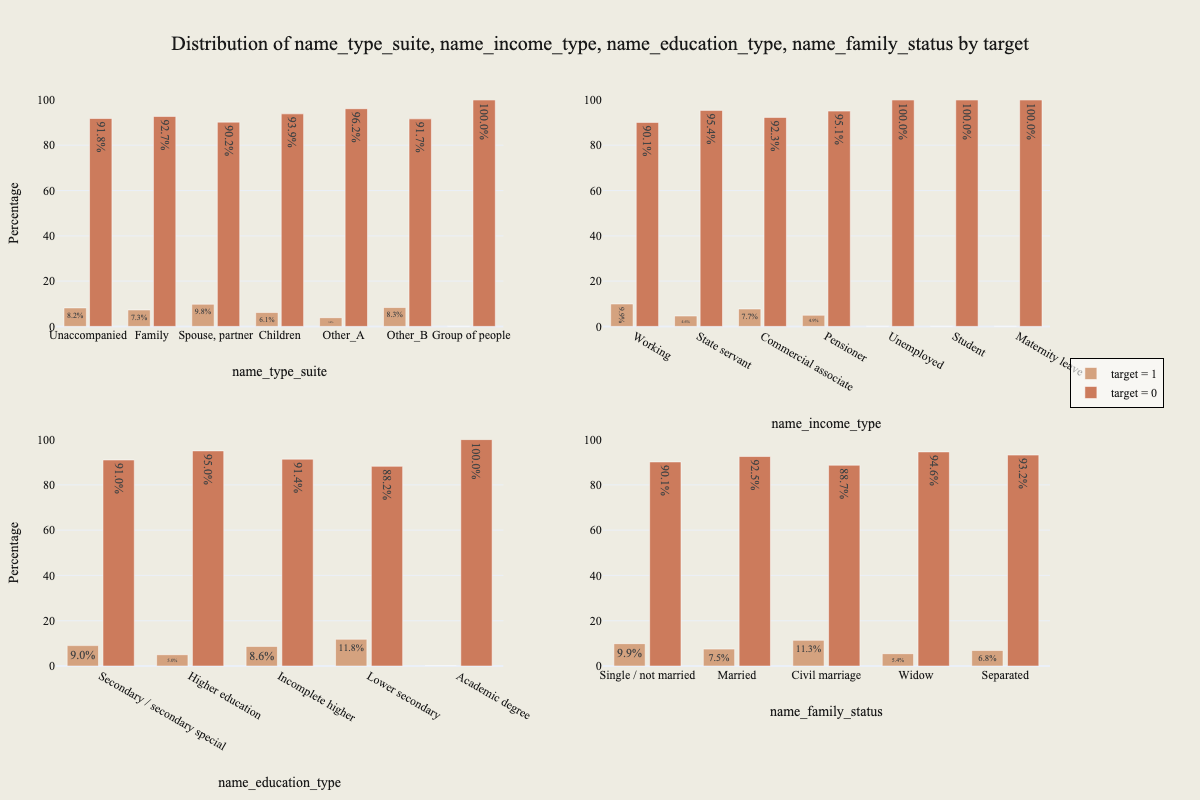 Distribution of name_type_suite, name_income_type, name_education_type, name_family_status by target
Percentage
100
80
60
40
20
0
8.2%
91.8%
7.3%
92.7%
9.8%
90.2%
6.1%
93.9%
96.2%
8.3%
91.7%
100.0%
Unaccompanied
Family
Spouse, partner
Children
Other_A
Other_B
Group of people
name_type_suite
100
80
60
40
20
0
9.9%
90.1%
95.4%
7.7%
92.3%
4.9%
95.1%
100.0%
100.0%
100.0%
Working
State servant
Commercial associate
Pensioner
Unemployed
Student
Maternity leave
name_income_type
target = 1
target = 0
Percentage
100
80
60
40
20
0
9.0%
91.0%
5.0%
95.0%
8.6%
91.4%
11.8%
88.2%
100.0%
Secondary / secondary special
Higher education
Incomplete higher
Lower secondary
Academic degree
name_education_type
100
80
60
40
20
0
9.9%
90.1%
7.5%
92.5%
11.3%
88.7%
5.4%
94.6%
6.8%
93.2%
Single / not married
Married
Civil marriage
Widow
Separated
name_family_status